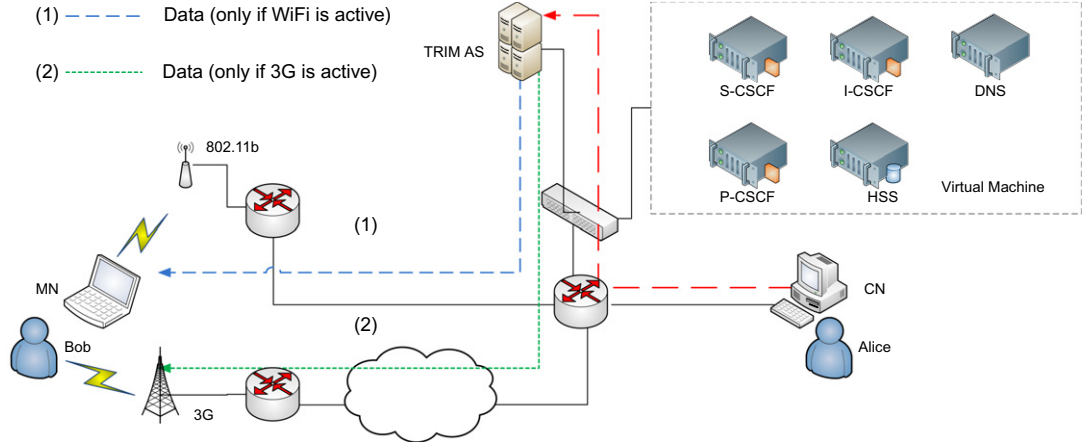 (1) Data (only if WiFi is active)
(2) Data (only if 3G is active)
TRIM AS
S-CSCF
I-CSCF
DNS
P-CSCF
HSS
Virtual Machine
802.11b
(1)
MN
CN
(2)
Bob
Alice
3G